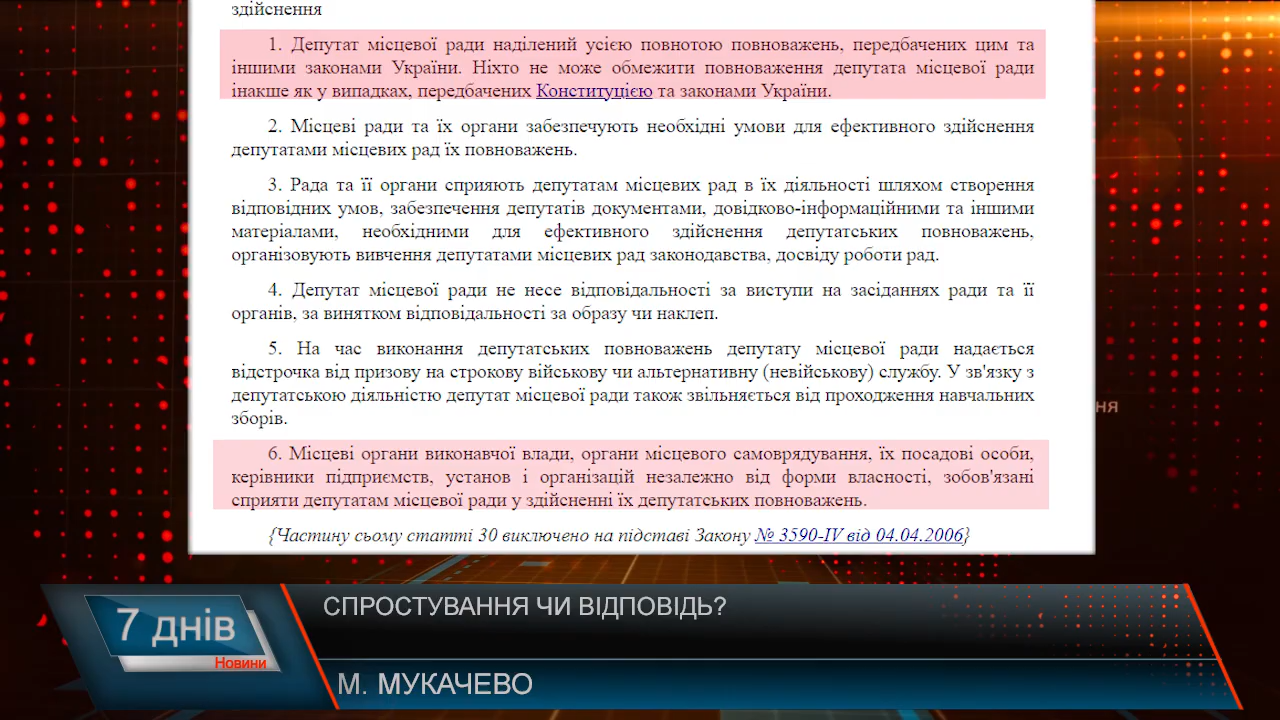 здійснення
1. Депутат місцевої ради наділений усією повнотою повноважень, передбачених цим та
іншими законами України. Ніхто не може обмежити повноваження депутата місцевої ради
інакше як у випадках, передбачених Конституцією та законами України.
2. Місцеві ради та їх органи забезпечують необхідні умови для ефективного здійснення
депутатами місцевих рад їх повноважень.
3. Рада та її органи сприяють депутатам місцевих рад в їх діяльності шляхом створення
відповідних умов, забезпечення депутатів документами, довідково-інформаційними та іншими
матеріалами, необхідними для ефективного здійснення депутатських повноважень,
організовують вивчення депутатами місцевих рад законодавства, досвіду роботи рад.
4. Депутат місцевої ради не несе відповідальності за виступи на засіданнях ради та її
органів, за винятком відповідальності за образу чи наклеп.
5. На час виконання депутатських повноважень депутату місцевої ради надається
відстрочка від призову на строкову військову чи альтернативну (невійськову) службу. У зв'язку з
депутатською діяльністю депутат місцевої ради також звільняється від проходження навчальних
зборів.
6. Місцеві органи виконавчої влади, органи місцевого самоврядування, їх посадові особи,
керівники підприємств, установ і організацій незалежно від форми власності, зобов'язані
сприяти депутатам місцевої ради у здійсненні їх депутатських повноважень.
{Частину сьому статті 30 виключено на підставі Закону № 3590-IV від 04.04.2006}
СПРОСТУВАННЯ ЧИ ВІДПОВІДЬ?
7 днів
Новини
М. МУКАЧЕВО